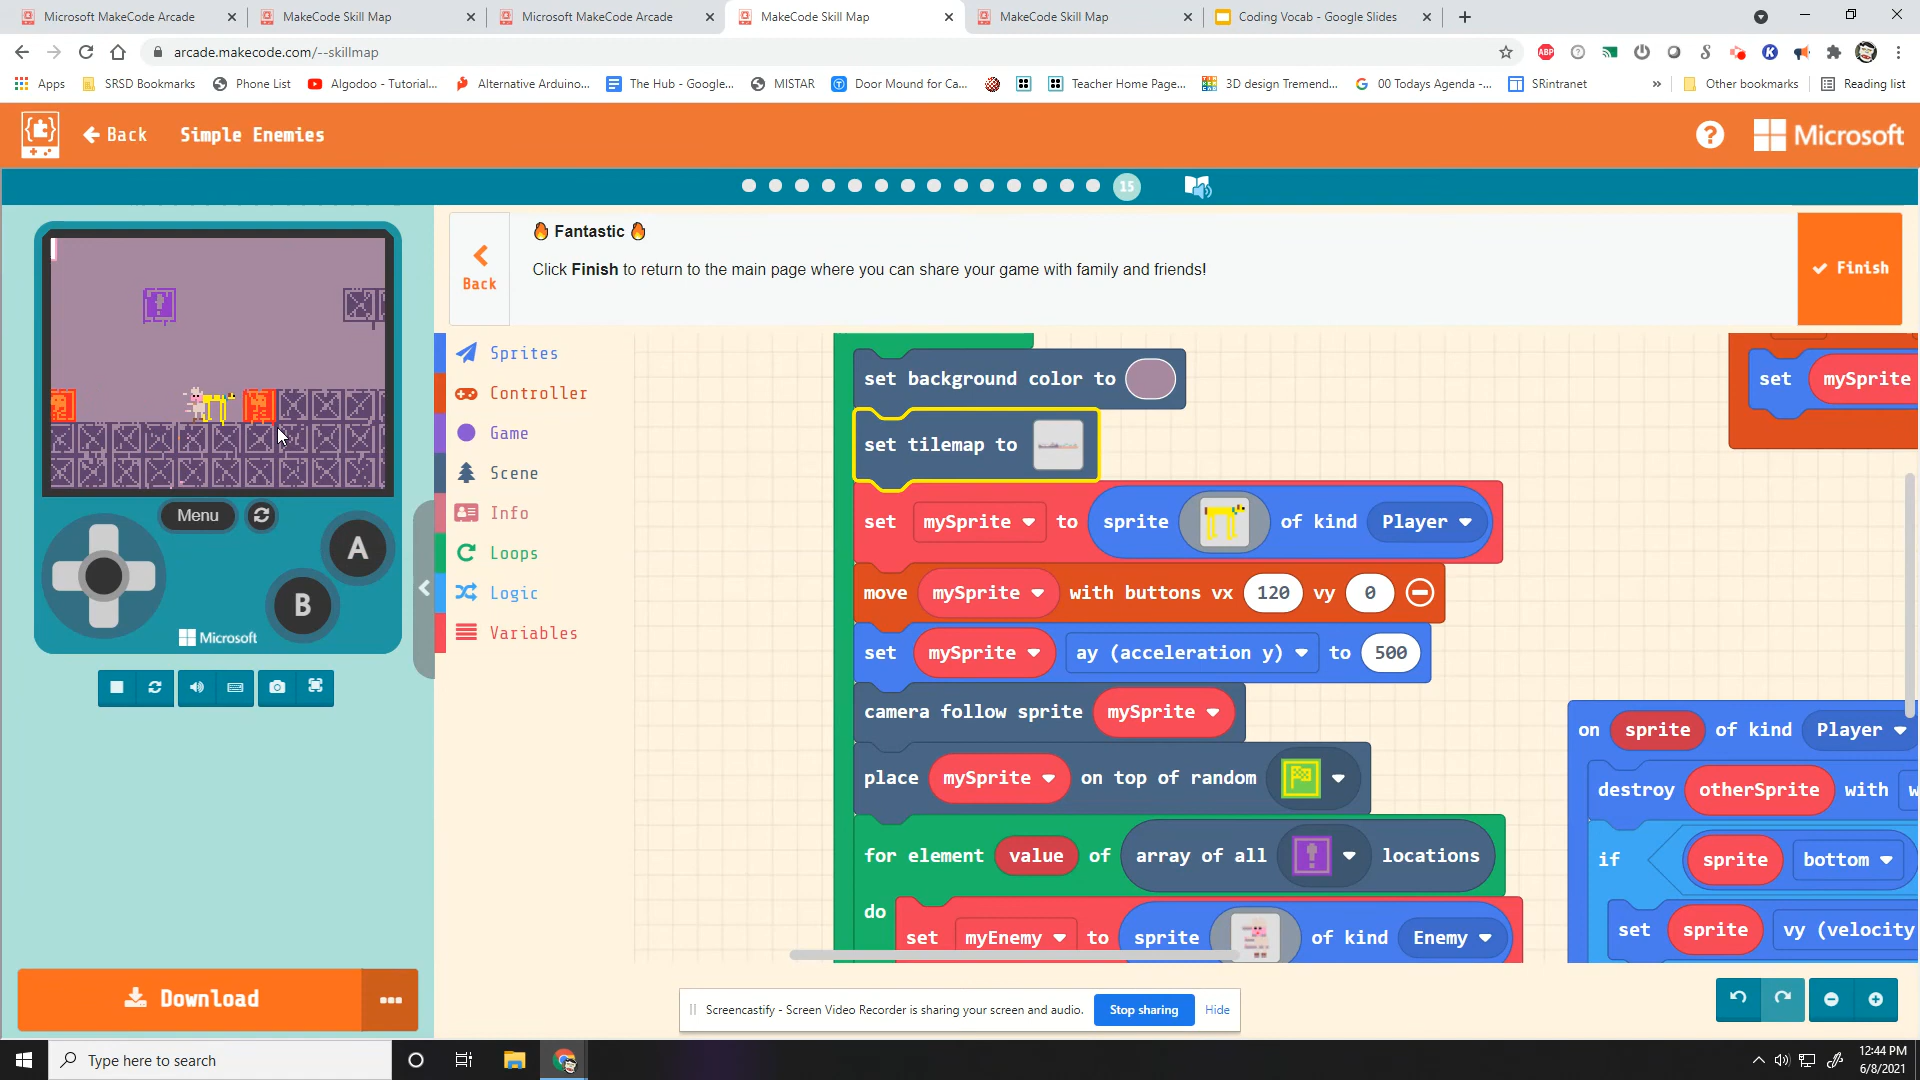 Microsoft MakeCode Arcade
MakeCode Skill Map
Microsoft MakeCode Arcade
MakeCode Skill Map
MakeCode Skill Map
Coding Vocab - Google Slides
arcade.makecode.com/--skillmap
ABP
Apps
SRSD Bookmarks
Phone List
Algodoo - Tutorial...
Alternative Arduino...
The Hub - Google...
MISTAR
Door Mound for Ca...
Teacher Home Page...
3D design Tremend...
00 Todays Agenda -...
SRintranet
Other bookmarks
Reading list
Back
Simple Enemies
Microsoft
15
Back
Fantastic
Click Finish to return to the main page where you can share your game with family and friends!
Finish
Menu
A
B
Microsoft
Download
Sprites
Controller
Game
Scene
Info
Loops
Logic
Variables
set background color to
set tilemap to
set mySprite to sprite of kind Player
move mySprite with buttons vx 120 vy 0
set mySprite ay (acceleration y) to 500
camera follow sprite mySprite
place mySprite on top of random
for element value of array of all locations
do
set myEnemy to sprite of kind Enemy
set mySprite
on sprite of kind Player
destroy otherSprite with
if sprite bottom
set sprite vy (velocity
Screencastify - Screen Video Recorder is sharing your screen and audio.
Stop sharing
Hide
Type here to search
12:44 PM
6/8/2021